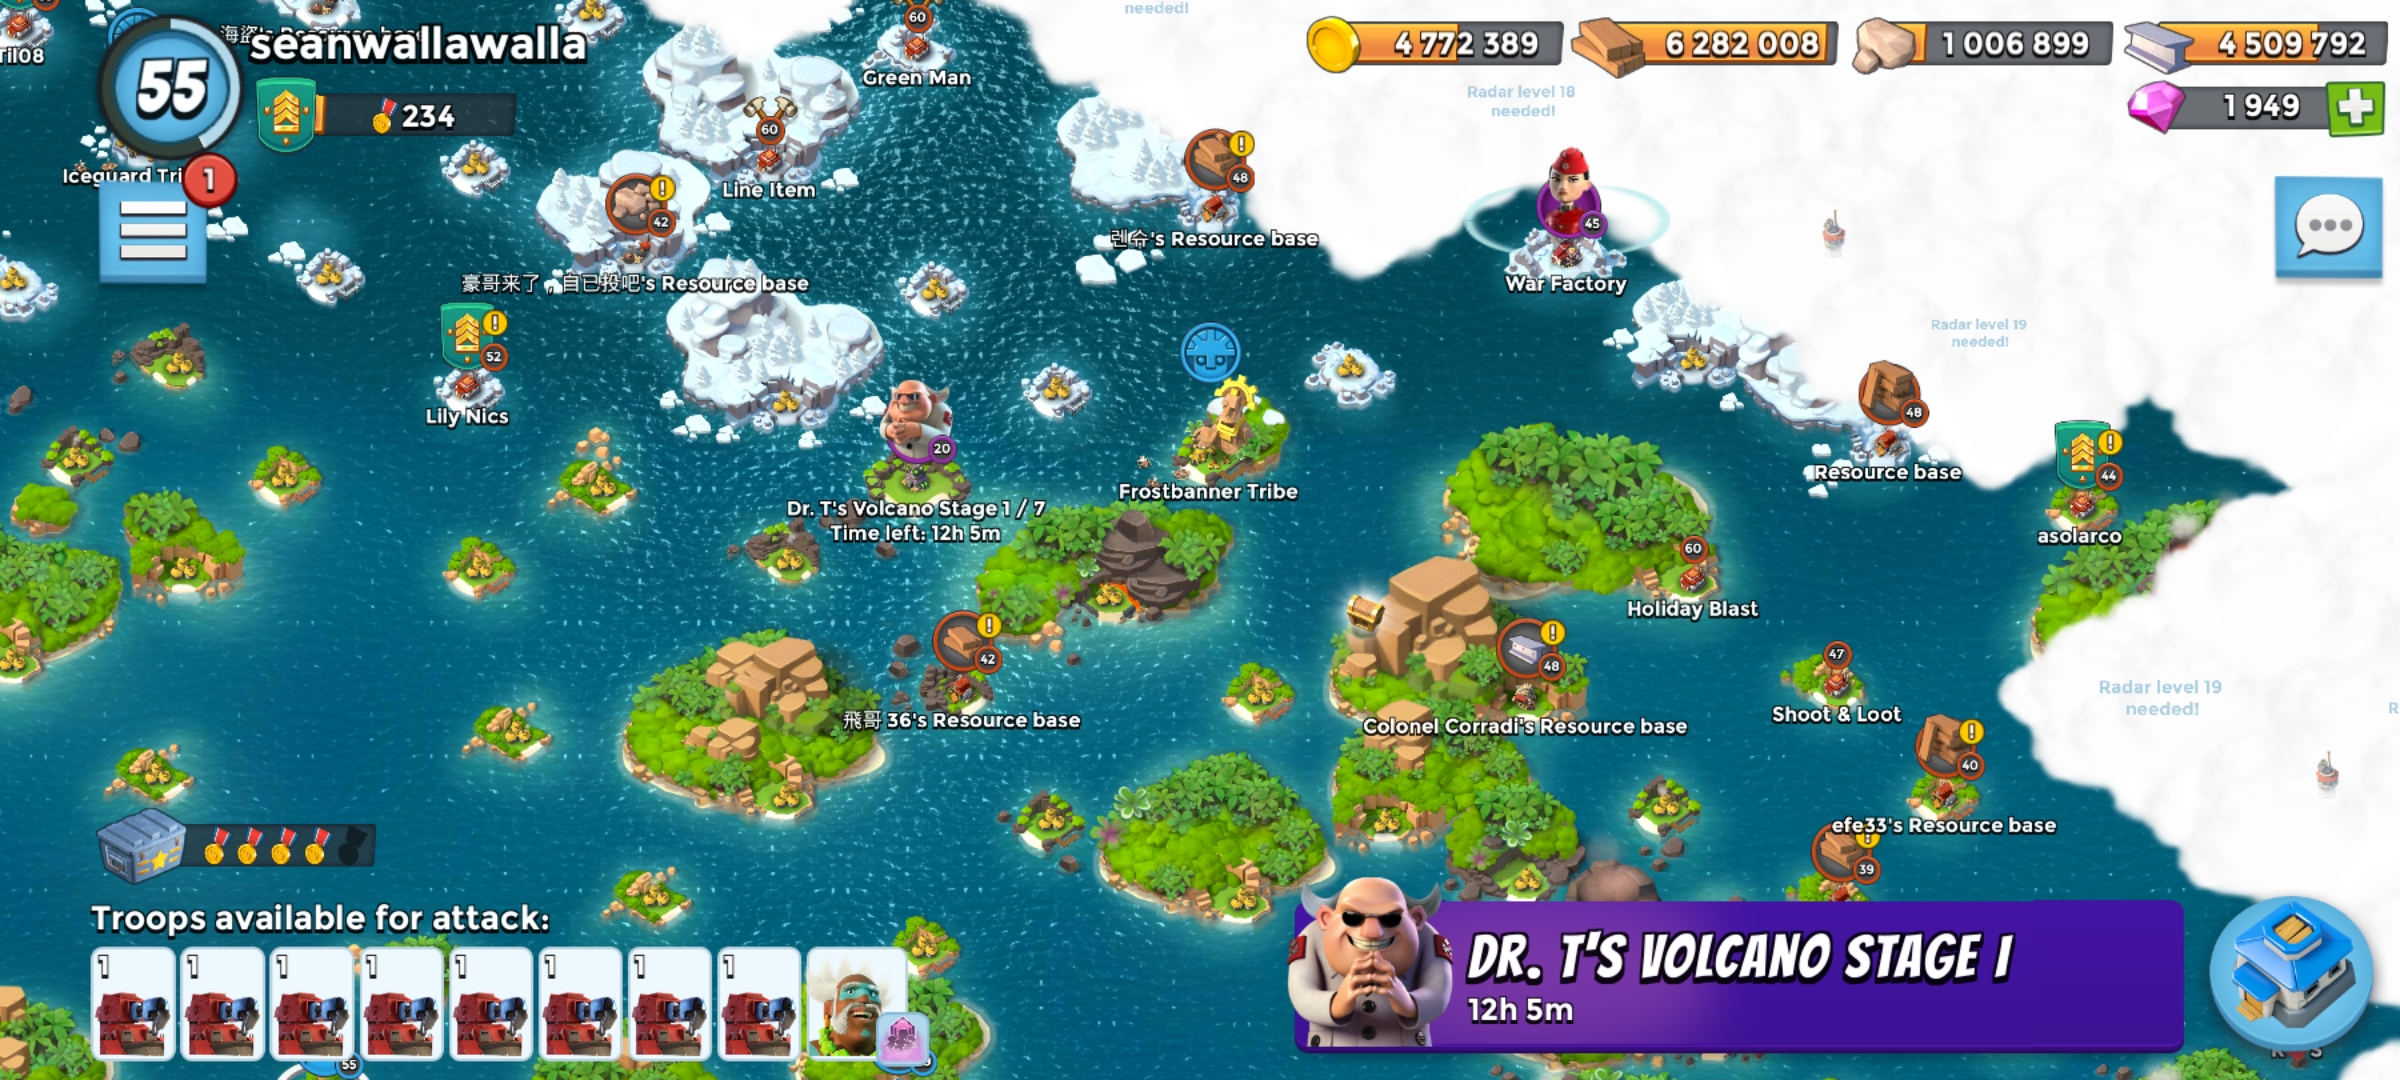 needed!
seanwallawalla
55
234
Til08
60
Green Man
4 772 389
6 282 008
1 006 899
4 509 792
1 949
Radar level 18
needed!
Iceguard Tri
1
60
Line Item
42
豪哥来了，自已投吧's Resource base
48
렌슈's Resource base
45
War Factory
Radar level 19
needed!
52
Lily Nics
20
Dr. T's Volcano Stage 1 / 7
Time left: 12h 5m
Frostbanner Tribe
48
Resource base
44
asolarco
60
Holiday Blast
42
飛哥 36's Resource base
48
Colonel Corradi's Resource base
47
Shoot & Loot
Radar level 19
needed!
40
efe33's Resource base
39
Troops available for attack:
1
1
1
1
1
1
1
1
55
DR. T'S VOLCANO STAGE I
12h 5m